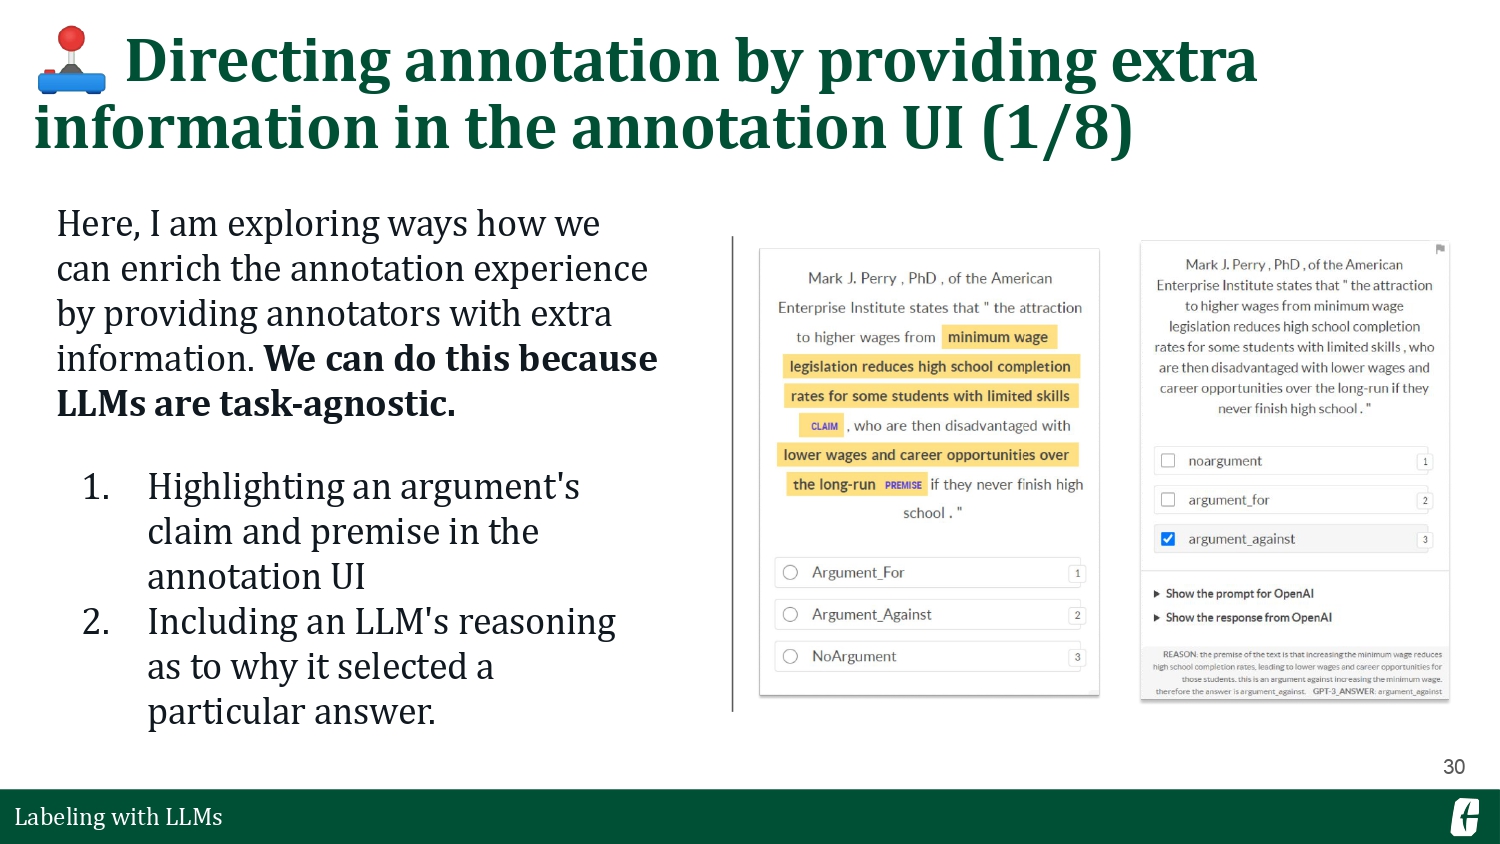 Directing annotation by providing extra
information in the annotation UI (1/8)
Here, I am exploring ways how we
can enrich the annotation experience
by providing annotators with extra
information. We can do this because
LLMs are task-agnostic.
1. Highlighting an argument's
claim and premise in the
annotation UI
2. Including an LLM's reasoning
as to why it selected a
particular answer.
Mark J. Perry , PhD , of the American
Enterprise Institute states that " the attraction
to higher wages from minimum wage
legislation reduces high school completion
rates for some students with limited skills
CLAIM , who are then disadvantaged with
lower wages and career opportunities over
the long-run PREMISE if they never finish high
school . "
Argument_For 1
Argument_Against 2
NoArgument 3
Mark J. Perry , PhD , of the American
Enterprise Institute states that " the attraction
to higher wages from minimum wage
legislation reduces high school completion
rates for some students with limited skills , who
are then disadvantaged with lower wages and
career opportunities over the long-run if they
never finish high school . "
noargument 1
argument_for 2
argument_against 3
Show the prompt for OpenAI
Show the response from OpenAI
REASON: the premise of the text is that increasing the minimum wage reduces
high school completion rates, leading to lower wages and career opportunities for
those students. this is an argument against increasing the minimum wage.
therefore the answer is argument_against. GPT-3_ANSWER: argument_against
30
Labeling with LLMs